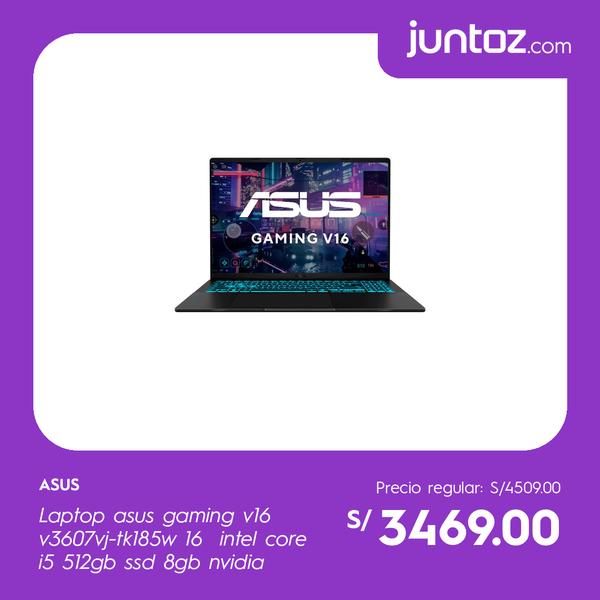 juntoz.com
ASUS
GAMING V16
ASUS
Laptop asus gaming v16
v3607vj-tk185w 16 intel core
i5 512gb ssd 8gb nvidia
Precio regular: S/4509.00
S/ 3469.00